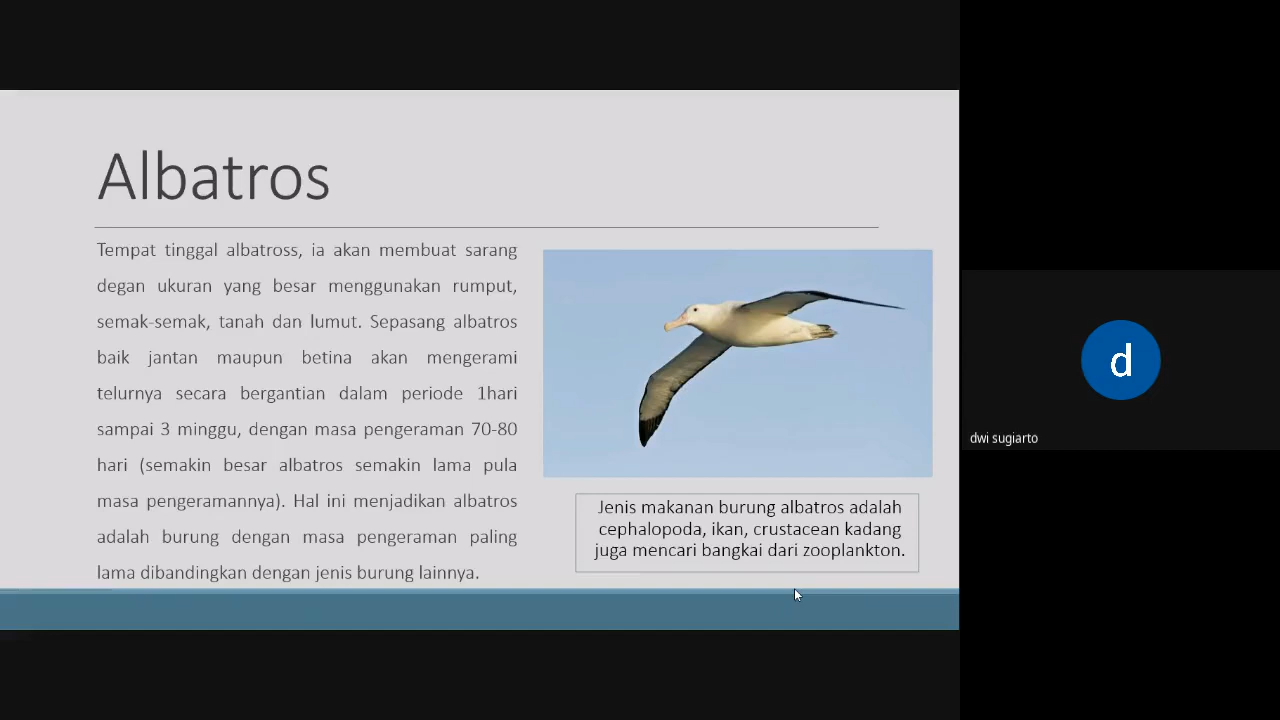 Albatros
Tempat tinggal albatross, ia akan membuat sarang
degan ukuran yang besar menggunakan rumput,
semak-semak, tanah dan lumut. Sepasang albatros
baik jantan maupun betina akan mengerami
telurnya secara bergantian dalam periode 1hari
sampai 3 minggu, dengan masa pengeraman 70-80
hari (semakin besar albatros semakin lama pula
masa pengeramannya). Hal ini menjadikan albatros
adalah burung dengan masa pengeraman paling
lama dibandingkan dengan jenis burung lainnya.
Jenis makanan burung albatros adalah
cephalopoda, ikan, crustacean kadang
juga mencari bangkai dari zooplankton.
d
dwi sugiarto